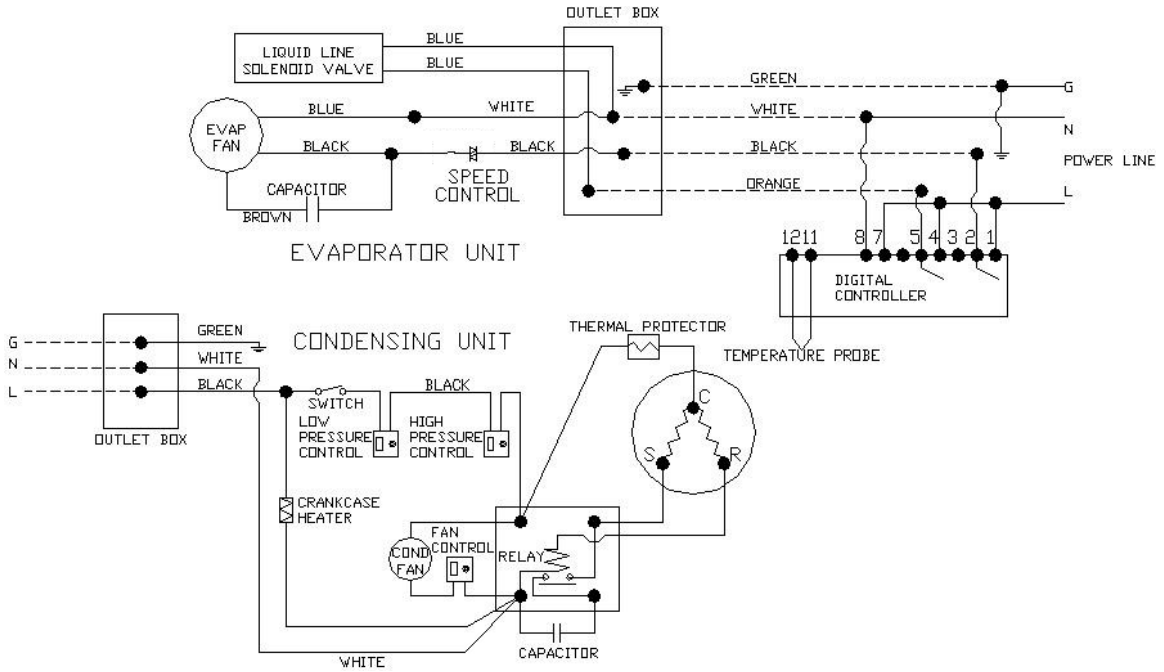 OUTLET BOX
BLUE
LIQUID LINE
SOLENOID VALVE
BLUE
GREEN
G
BLUE
WHITE
WHITE
N
EVAP
FAN
BLACK
BLACK
BLACK
POWER LINE
SPEED
CONTROL
CAPACITOR
ORANGE
L
BROWN
EVAPORATOR UNIT
12 11 8 7 5 4 3 2 1
DIGITAL
CONTROLLER
TEMPERATURE PROBE
CONDENSING UNIT
G
GREEN
N
WHITE
L
BLACK
OUTLET BOX
SWITCH
LOW
PRESSURE
CONTROL
BLACK
HIGH
PRESSURE
CONTROL
THERMAL PROTECTOR
C
S
R
CRANKCASE
HEATER
COND
FAN
FAN
CONTROL
RELAY
CAPACITOR
WHITE